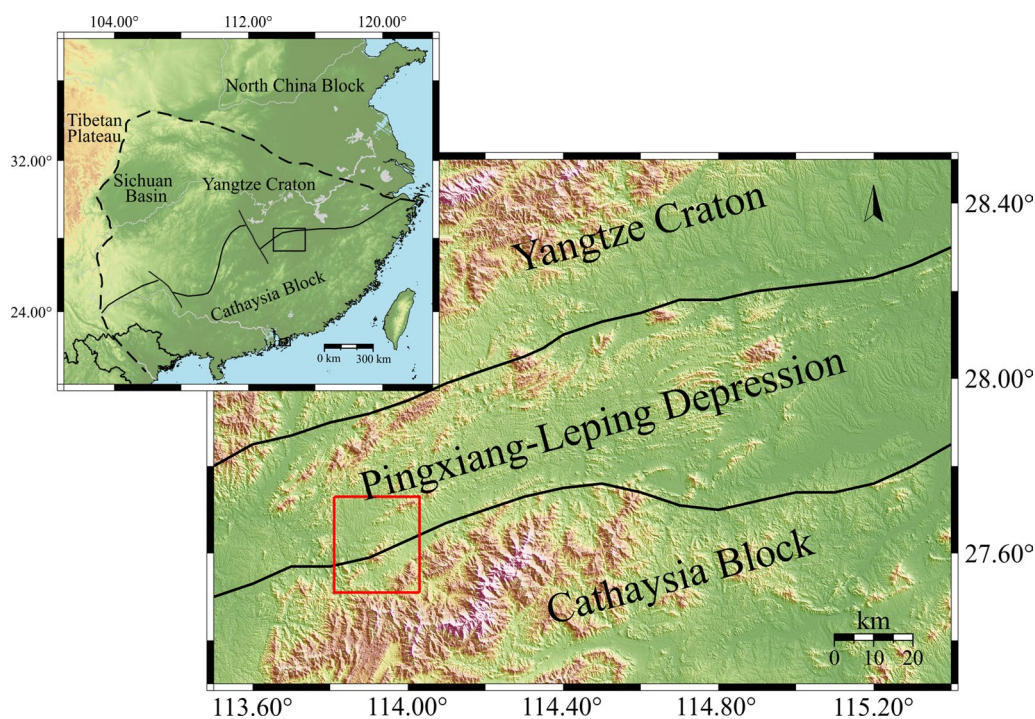 104.00°
112.00°
120.00°
North China Block
Tibetan
Plateau
32.00°
Sichuan
Basin
Yangtze Craton
Cathaysia Block
24.00°
0 km
300 km
Yangtze Craton
28.40°
Pingxiang-Leping Depression
28.00°
Cathaysia Block
27.60°
km
0
10
20
113.60°
114.00°
114.40°
114.80°
115.20°